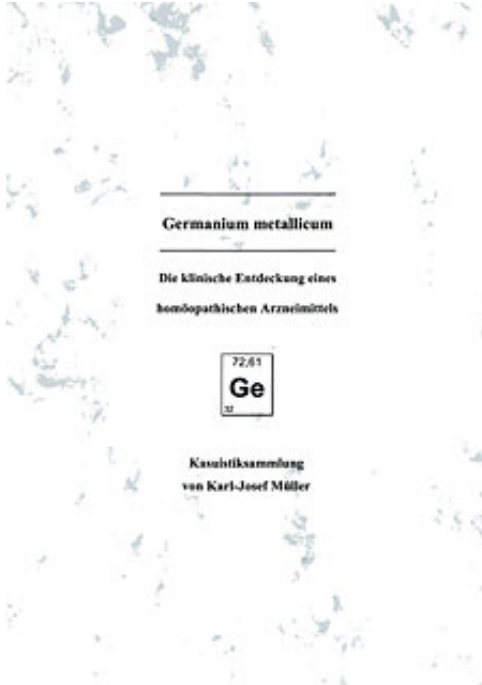 Germanium metallicum
Die klinische Entdeckung eines
homöopathischen Arzneimittels
72,61
Ge
32
Kasuistiksammlung
von Karl-Josef Müller